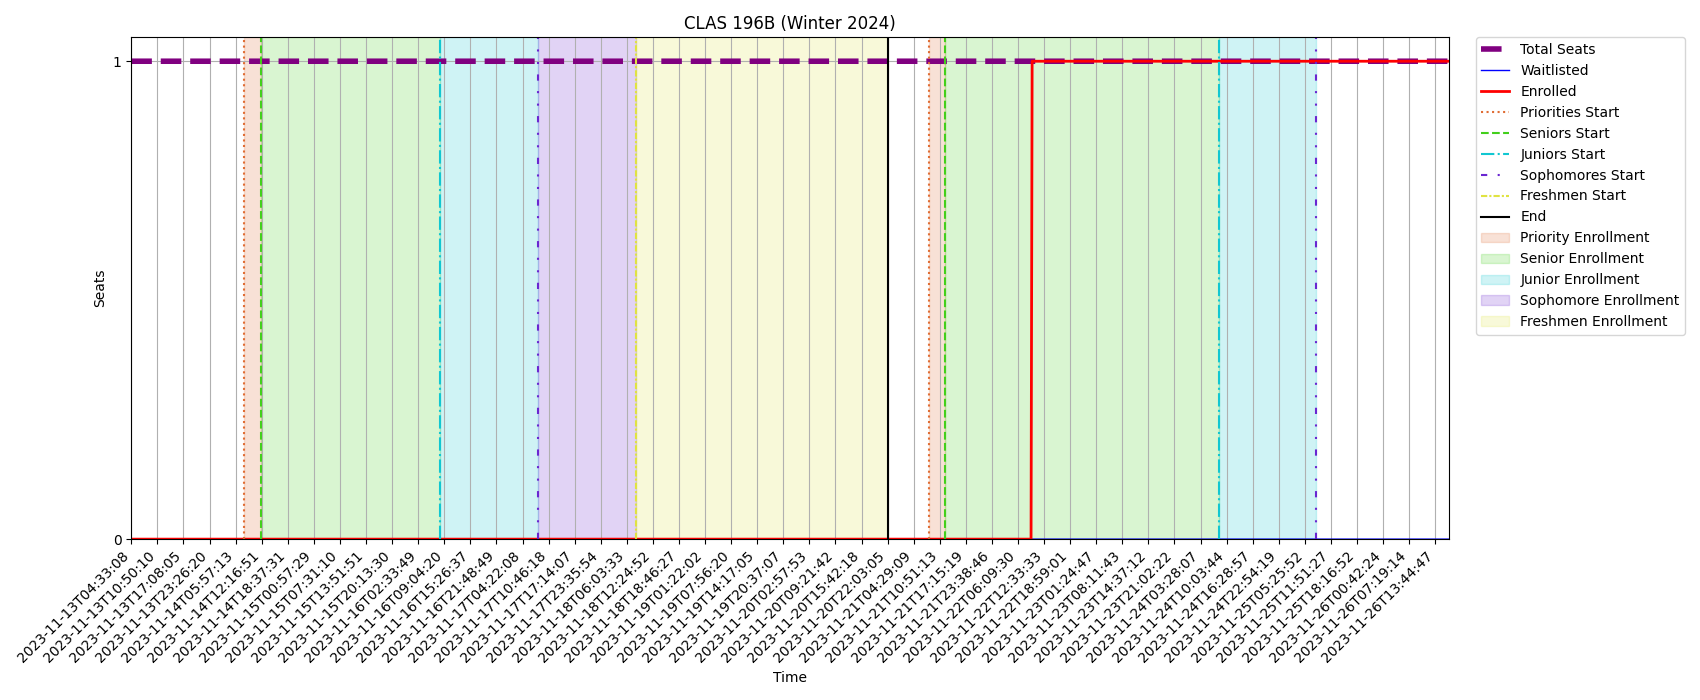 CLAS 196B (Winter 2024)
Seats
1
0
2023-11-13T04:33:08
2023-11-13T10:50:10
2023-11-13T17:08:05
2023-11-13T23:26:20
2023-11-14T05:57:13
2023-11-14T12:16:51
2023-11-14T18:37:31
2023-11-15T00:57:29
2023-11-15T07:31:10
2023-11-15T13:51:51
2023-11-15T20:13:30
2023-11-16T02:33:49
2023-11-16T09:04:20
2023-11-16T15:26:37
2023-11-16T21:48:49
2023-11-17T04:22:08
2023-11-17T10:46:18
2023-11-17T17:14:07
2023-11-17T23:35:54
2023-11-18T06:03:33
2023-11-18T12:24:52
2023-11-18T18:46:27
2023-11-19T01:22:02
2023-11-19T07:56:20
2023-11-19T14:17:05
2023-11-19T20:37:07
2023-11-20T02:57:53
2023-11-20T09:21:42
2023-11-20T15:42:18
2023-11-20T22:03:05
2023-11-21T04:29:09
2023-11-21T10:51:13
2023-11-21T17:15:19
2023-11-21T23:38:46
2023-11-22T06:09:30
2023-11-22T12:33:33
2023-11-22T18:59:01
2023-11-23T01:24:47
2023-11-23T08:11:43
2023-11-23T14:37:12
2023-11-23T21:02:22
2023-11-24T03:28:07
2023-11-24T10:03:44
2023-11-24T16:28:57
2023-11-24T22:54:19
2023-11-25T05:25:52
2023-11-25T11:51:27
2023-11-25T18:16:52
2023-11-26T00:42:24
2023-11-26T07:19:14
2023-11-26T13:44:47
Time
Total Seats
Waitlisted
Enrolled
Priorities Start
Seniors Start
Juniors Start
Sophomores Start
Freshmen Start
End
Priority Enrollment
Senior Enrollment
Junior Enrollment
Sophomore Enrollment
Freshmen Enrollment